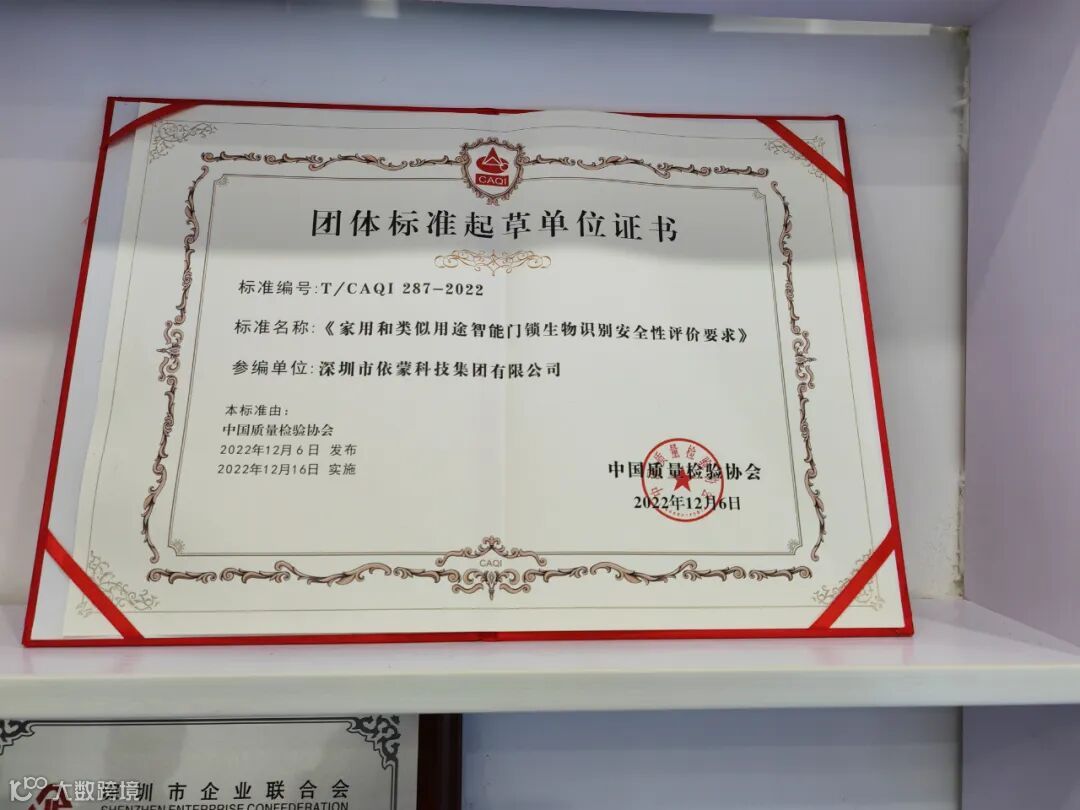 CAQI
团体标准起草单位证书
标准编号:T/CAQI 287-2022
标准名称:《家用和类似用途智能门锁生物识别安全性评价要求》
参编单位:深圳市依蒙科技集团有限公司
本标准由:
中国质量检验协会
2022年12月6日 发布
2022年12月16日 实施
中国质量检验协会
2022年12月6日
CAQI
深圳市企业联合会
SHENZHEN ENTERPRISE CONFEDERATION
大数跨境